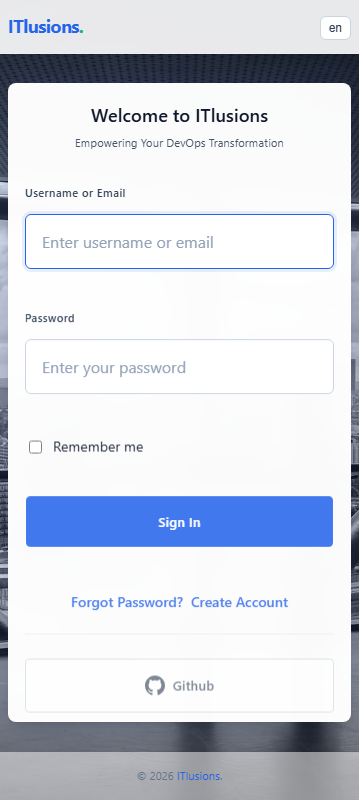 ITlusions.
en
Welcome to ITlusions
Empowering Your DevOps Transformation
Username or Email
Enter username or email
Password
Enter your password
Remember me
Sign In
Forgot Password? Create Account
Github
© 2026 ITlusions.